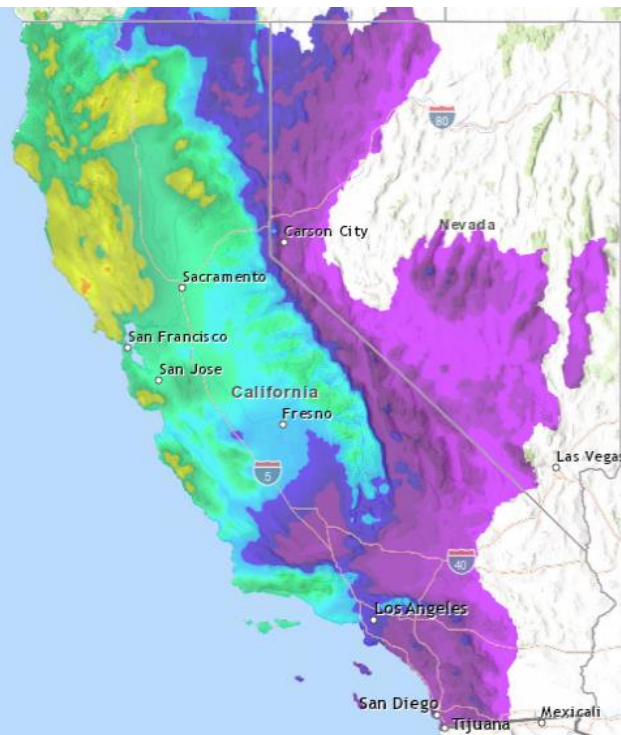 80
Nevada
Carson City
Sacramento
San Francisco
San Jose
California
Fresno
Las Vegas
5
40
Los Angeles
San Diego
Tijuana
Mexicali